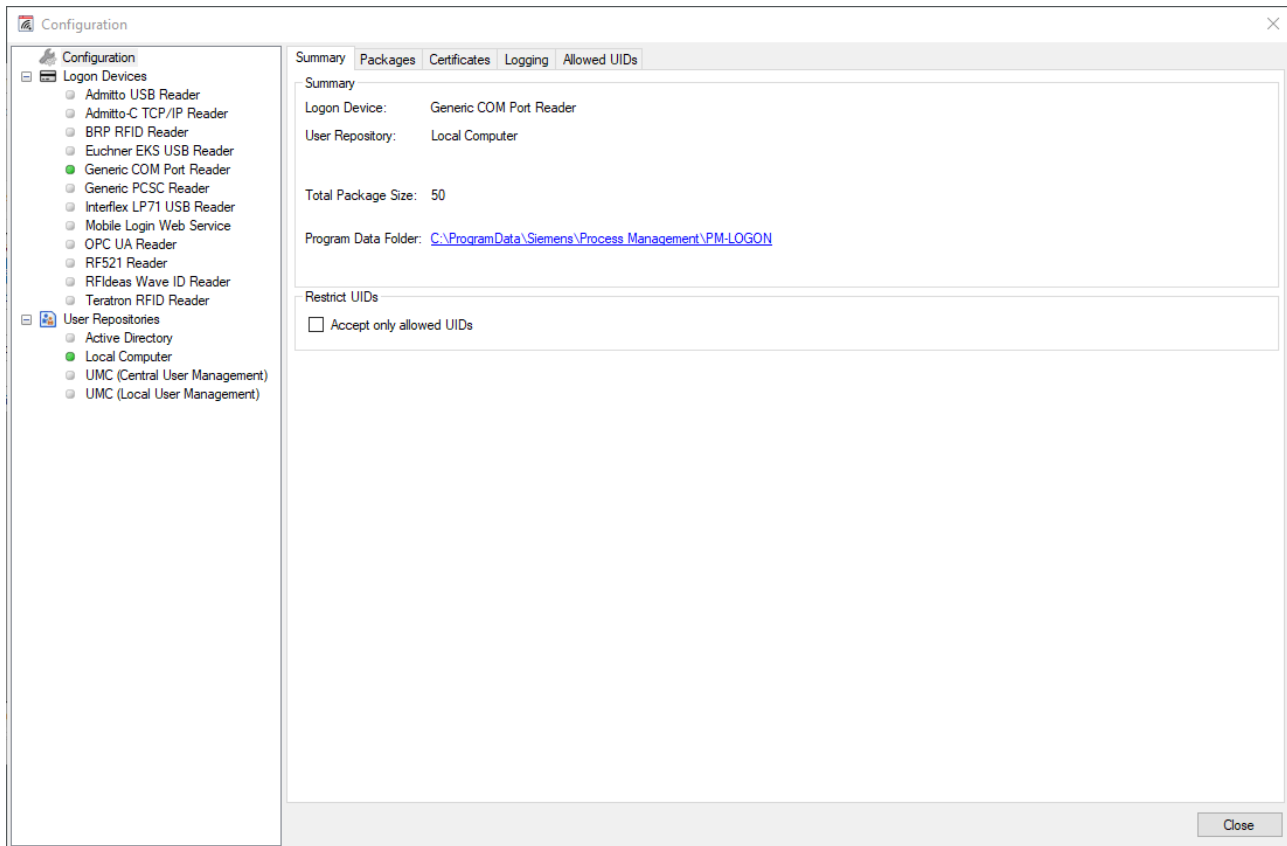 Configuration
Configuration
Logon Devices
Admitto USB Reader
Admitto-C TCP/IP Reader
BRP RFID Reader
Euchner EKS USB Reader
Generic COM Port Reader
Generic PCSC Reader
Interflex LP71 USB Reader
Mobile Login Web Service
OPC UA Reader
RF521 Reader
RFIdeas Wave ID Reader
Teratron RFID Reader
User Repositories
Active Directory
Local Computer
UMC (Central User Management)
UMC (Local User Management)
Summary Packages Certificates Logging Allowed UIDs
Summary
Logon Device: Generic COM Port Reader
User Repository: Local Computer
Total Package Size: 50
Program Data Folder: C:\ProgramData\Siemens\Process Management\PM-LOGON
Restrict UIDs
Accept only allowed UIDs
Close